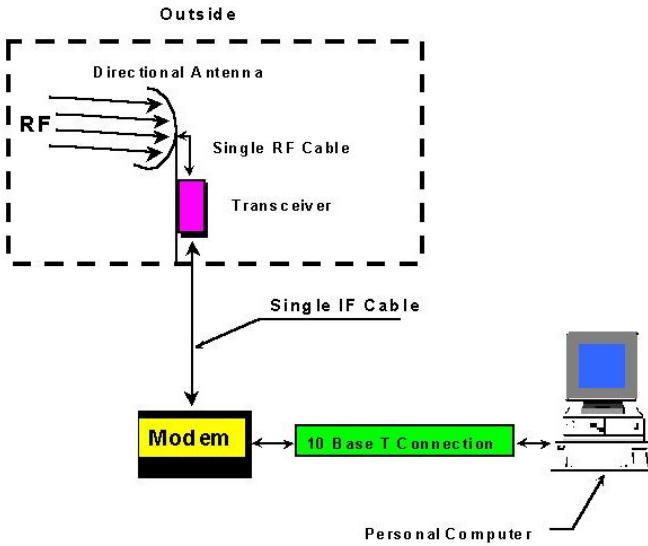 Outside
Directional Antenna
RF
Single RF Cable
Transceiver
Single IF Cable
Modem
10 Base T Connection
Personal Computer